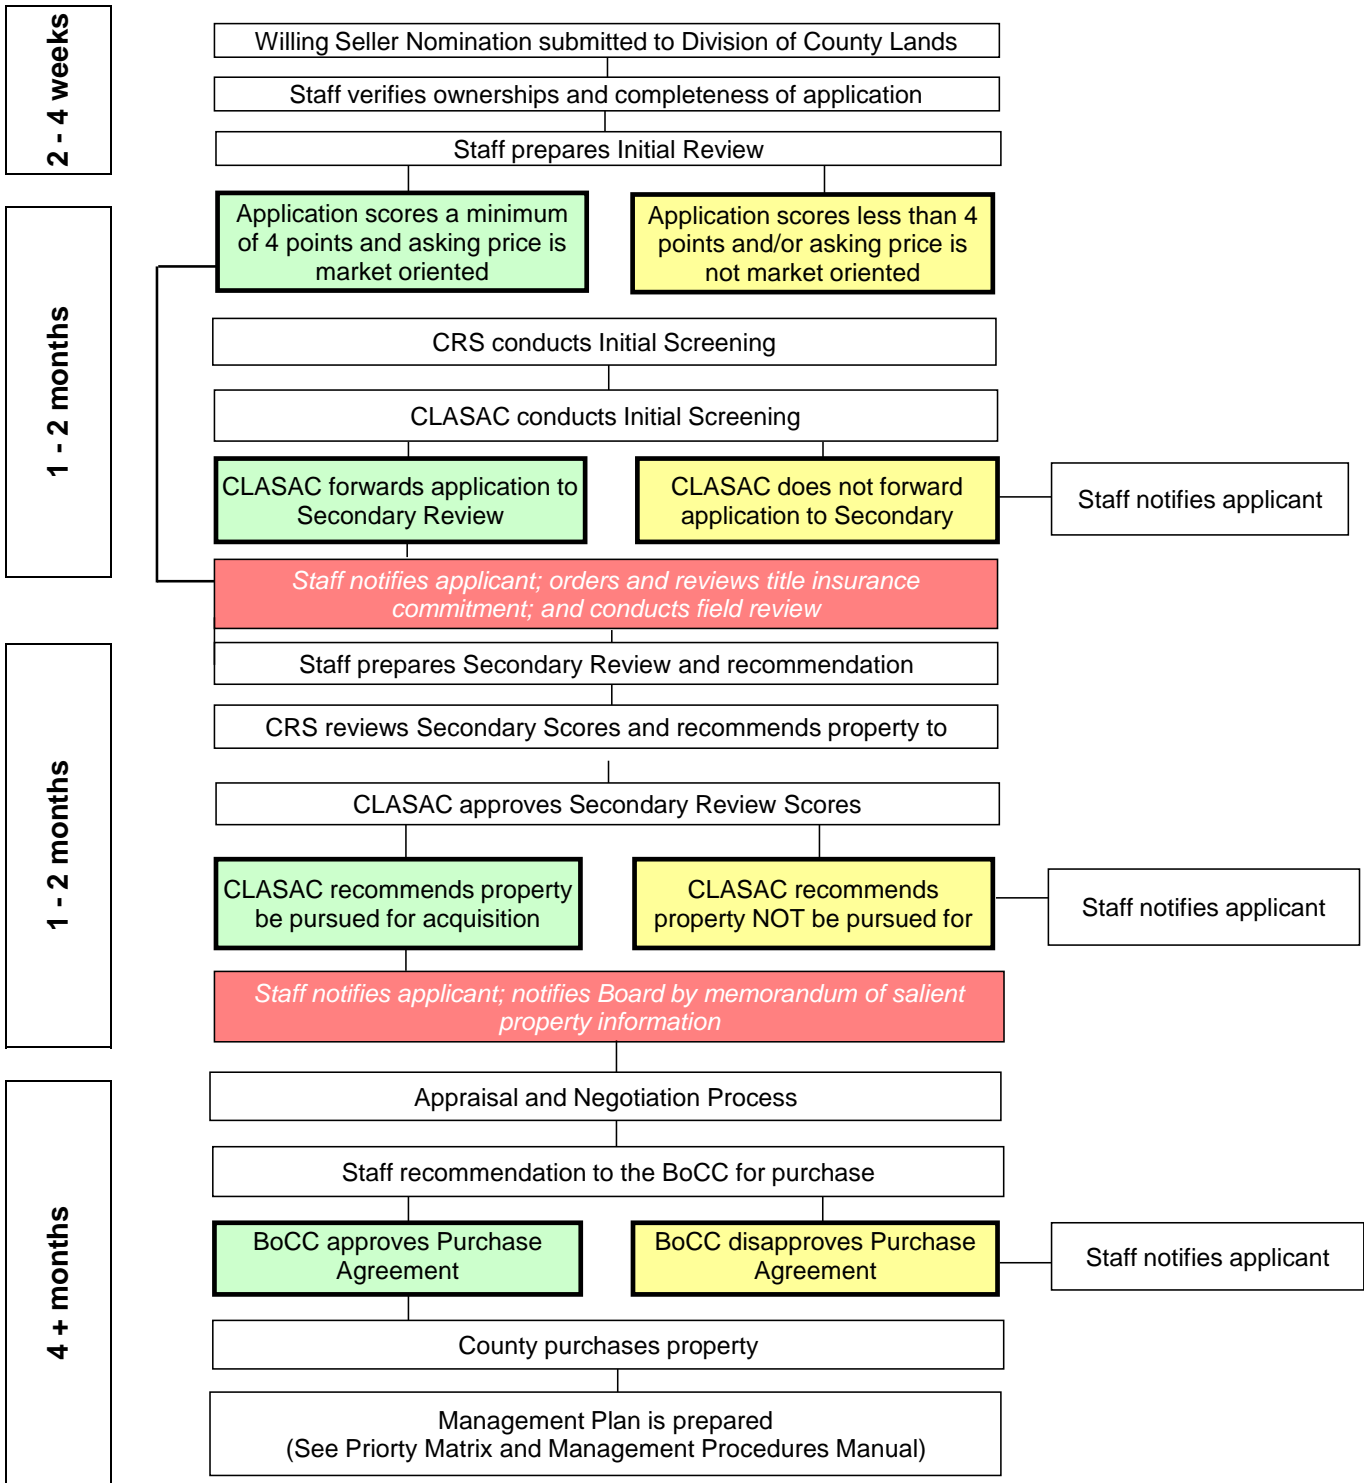 2 - 4 weeks
Willing Seller Nomination submitted to Division of County Lands
Staff verifies ownerships and completeness of application
Staff prepares Initial Review
1 - 2 months
Application scores a minimum
of 4 points and asking price is
market oriented
Application scores less than 4
points and/or asking price is
not market oriented
CRS conducts Initial Screening
CLASAC conducts Initial Screening
CLASAC forwards application to
Secondary Review
CLASAC does not forward
application to Secondary
Staff notifies applicant
Staff notifies applicant; orders and reviews title insurance
commitment; and conducts field review
1 - 2 months
Staff prepares Secondary Review and recommendation
CRS reviews Secondary Scores and recommends property to
CLASAC approves Secondary Review Scores
CLASAC recommends property
be pursued for acquisition
CLASAC recommends
property NOT be pursued for
Staff notifies applicant
Staff notifies applicant; notifies Board by memorandum of salient
property information
4 + months
Appraisal and Negotiation Process
Staff recommendation to the BoCC for purchase
BoCC approves Purchase
Agreement
BoCC disapproves Purchase
Agreement
Staff notifies applicant
County purchases property
Management Plan is prepared
(See Priorty Matrix and Management Procedures Manual)